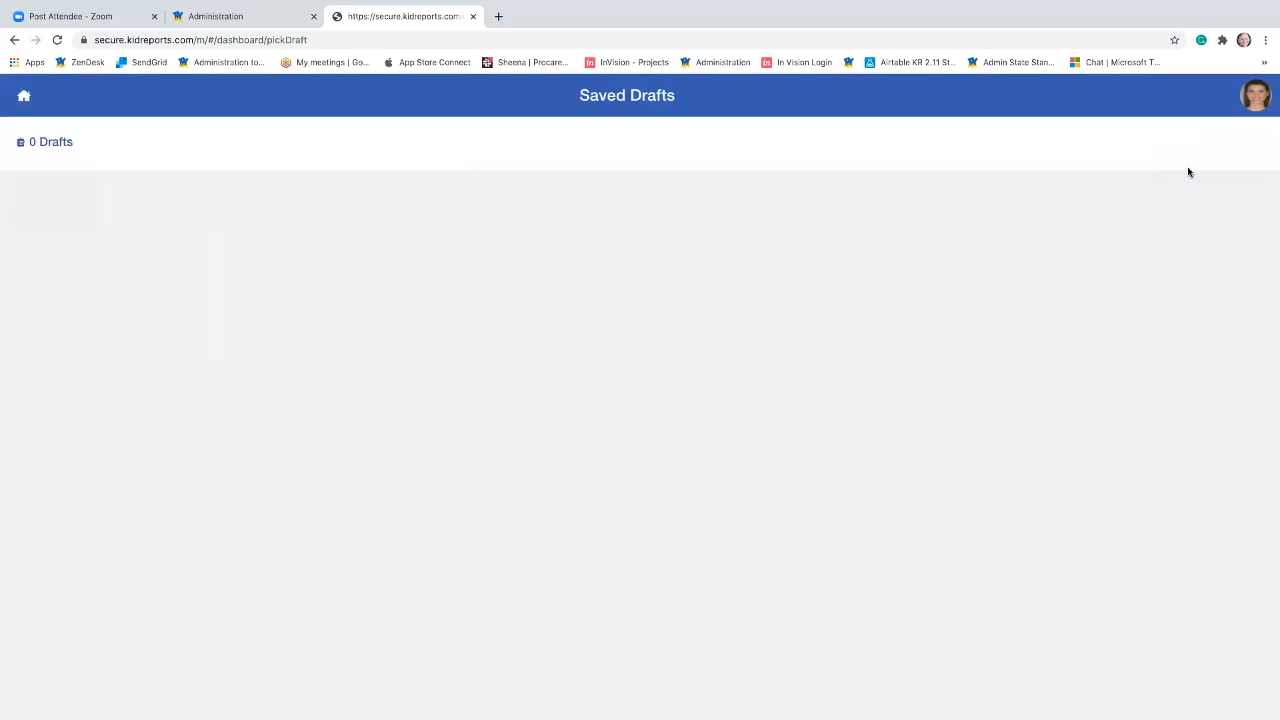 Post Attendee - Zoom
Administration
https://secure.kidreports.com
secure.kidreports.com/m/#/dashboard/pickDraft
Apps
ZenDesk
SendGrid
Administration to...
My meetings | Go...
App Store Connect
Sheena | Procare...
InVision - Projects
Administration
In Vision Login
Airtable KR 2.11 St...
Admin State Stan...
Chat | Microsoft T...
Saved Drafts
0 Drafts